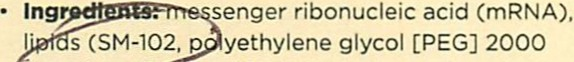 • Ingredients: messenger ribonucleic acid (mRNA),
lipids (SM-102, polyethylene glycol [PEG] 2000